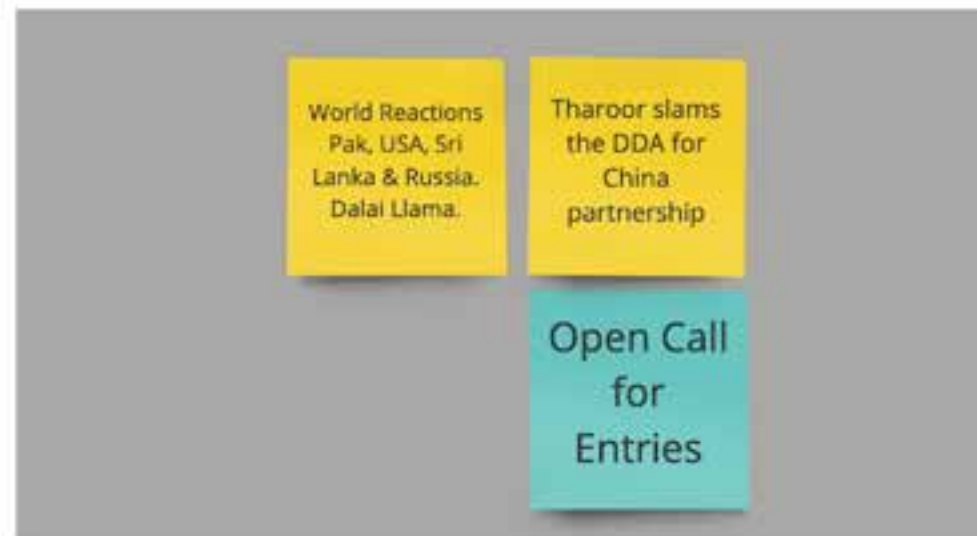 World Reactions
Pak, USA, Sri
Lanka & Russia.
Dalai Llama.
Tharoor slams
the DDA for
China
partnership
Open Call
for
Entries